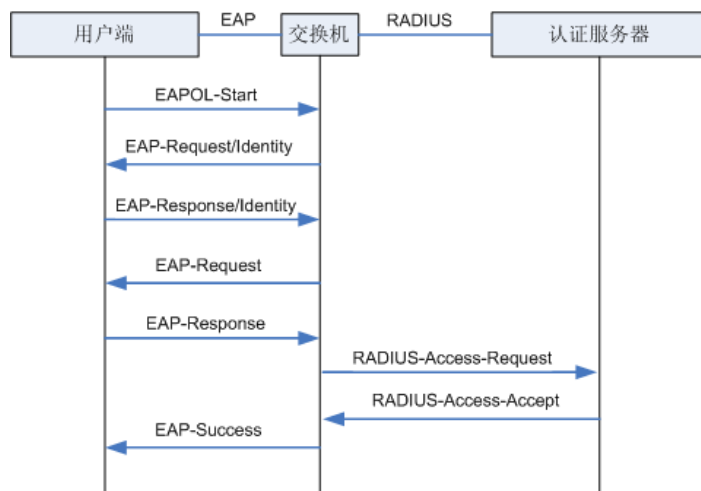 EAP
RADIUS
用户端
交换机
认证服务器
EAPOL-Start
EAP-Request/Identity
EAP-Response/Identity
EAP-Request
EAP-Response
RADIUS-Access-Request
RADIUS-Access-Accept
EAP-Success